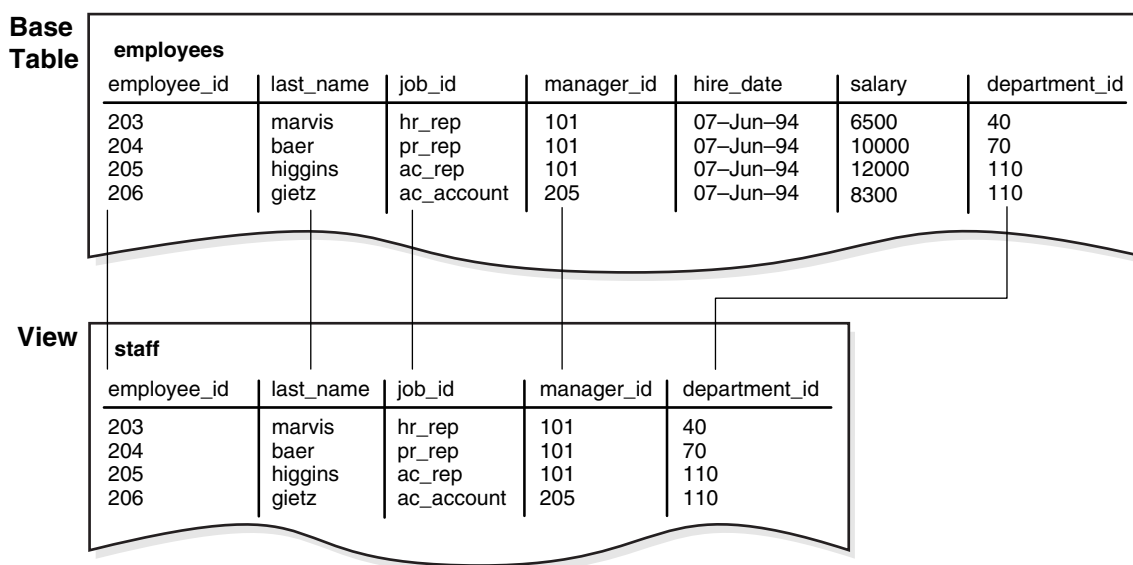 Base
Table
employees
employee_id last_name job_id manager_id hire_date salary department_id
203 marvis hr_rep 101 07–Jun–94 6500 40
204 baer pr_rep 101 07–Jun–94 10000 70
205 higgins ac_rep 101 07–Jun–94 12000 110
206 gietz ac_account 205 07–Jun–94 8300 110
View
staff
employee_id last_name job_id manager_id department_id
203 marvis hr_rep 101 40
204 baer pr_rep 101 70
205 higgins ac_rep 101 110
206 gietz ac_account 205 110